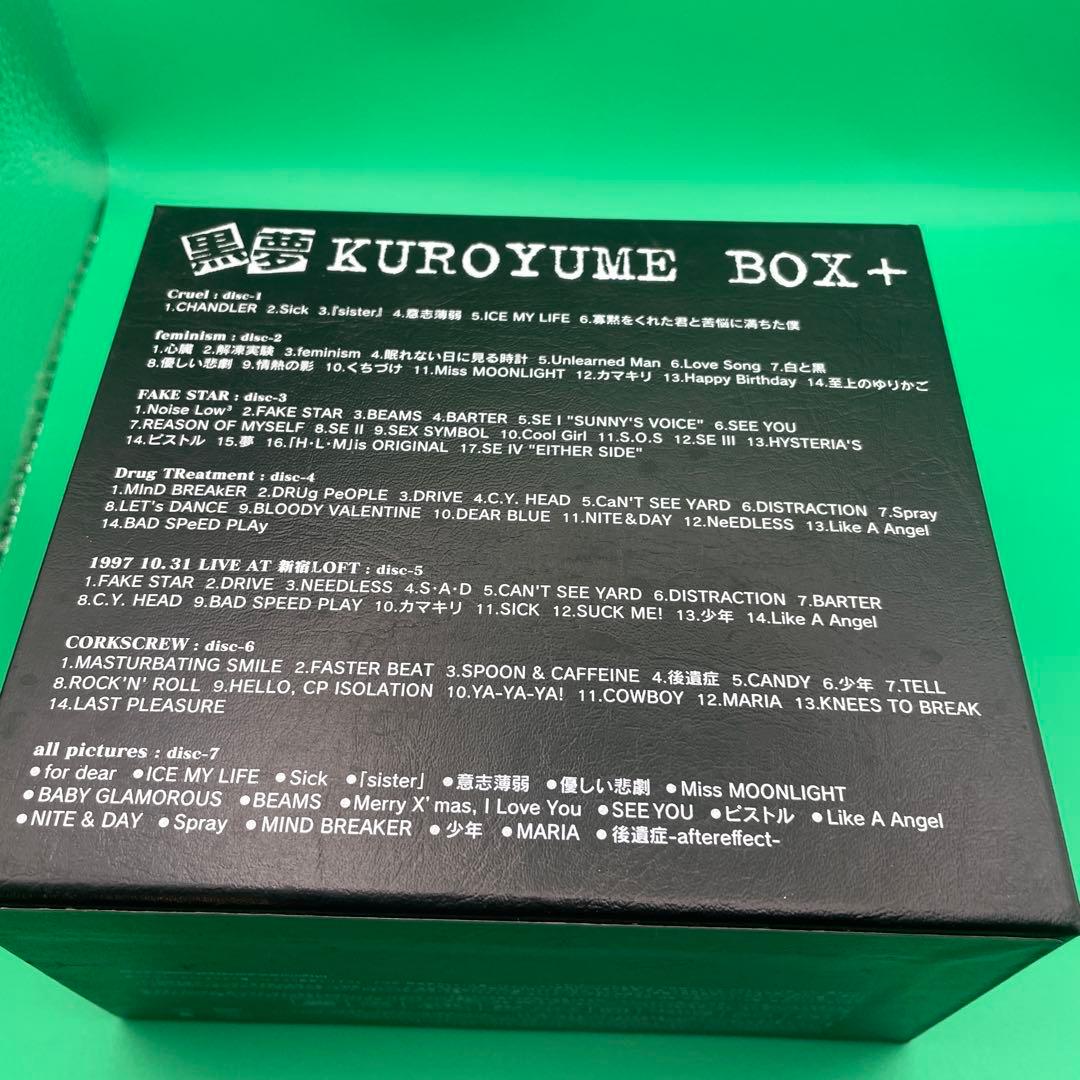 黒夢 KUROYUME BOX+
Cruel : disc-1
1.CHANDLER 2.Sick 3.『sister』 4.意志薄弱 5.ICE MY LIFE 6.寡黙をくれた君と苦悩に満ちた僕
feminism : disc-2
1.心臓 2.解凍実験 3.feminism 4.眠れない日に見る時計 5.Unlearned Man 6.Love Song 7.白と黒
8.優しい悲劇 9.情熱の影 10.くちづけ 11.Miss MOONLIGHT 12.カマキリ 13.Happy Birthday 14.至上のゆりかご
FAKE STAR : disc-3
1.Noise Low³ 2.FAKE STAR 3.BEAMS 4.BARTER 5.SE I "SUNNY'S VOICE" 6.SEE YOU
7.REASON OF MYSELF 8.SE II 9.SEX SYMBOL 10.Cool Girl 11.S.O.S 12.SE III 13.HYSTERIA'S
14.ピストル 15.夢 16.「H・L・M」is ORIGINAL 17.SE IV "EITHER SIDE"
Drug TReatment : disc-4
1.MInD BREAkER 2.DRUg PeOPLE 3.DRIVE 4.C.Y. HEAD 5.CaN'T SEE YARD 6.DISTRACTION 7.Spray
8.LET's DANCE 9.BLOODY VALENTINE 10.DEAR BLUE 11.NITE&DAY 12.NeEDLESS 13.Like A Angel
14.BAD SPeED PLAy
1997 10.31 LIVE AT 新宿LOFT : disc-5
1.FAKE STAR 2.DRIVE 3.NEEDLESS 4.S・A・D 5.CAN'T SEE YARD 6.DISTRACTION 7.BARTER
8.C.Y. HEAD 9.BAD SPEED PLAY 10.カマキリ 11.SICK 12.SUCK ME! 13.少年 14.Like A Angel
CORKSCREW : disc-6
1.MASTURBATING SMILE 2.FASTER BEAT 3.SPOON & CAFFEINE 4.後遺症 5.CANDY 6.少年 7.TELL
8.ROCK'N' ROLL 9.HELLO, CP ISOLATION 10.YA-YA-YA! 11.COWBOY 12.MARIA 13.KNEES TO BREAK
14.LAST PLEASURE
all pictures : disc-7
●for dear ●ICE MY LIFE ●Sick ●「sister」 ●意志薄弱 ●優しい悲劇 ●Miss MOONLIGHT
●BABY GLAMOROUS ●BEAMS ●Merry X'mas, I Love You ●SEE YOU ●ピストル ●Like A Angel
●NITE & DAY ●Spray ●MIND BREAKER ●少年 ●MARIA ●後遺症-aftereffect-